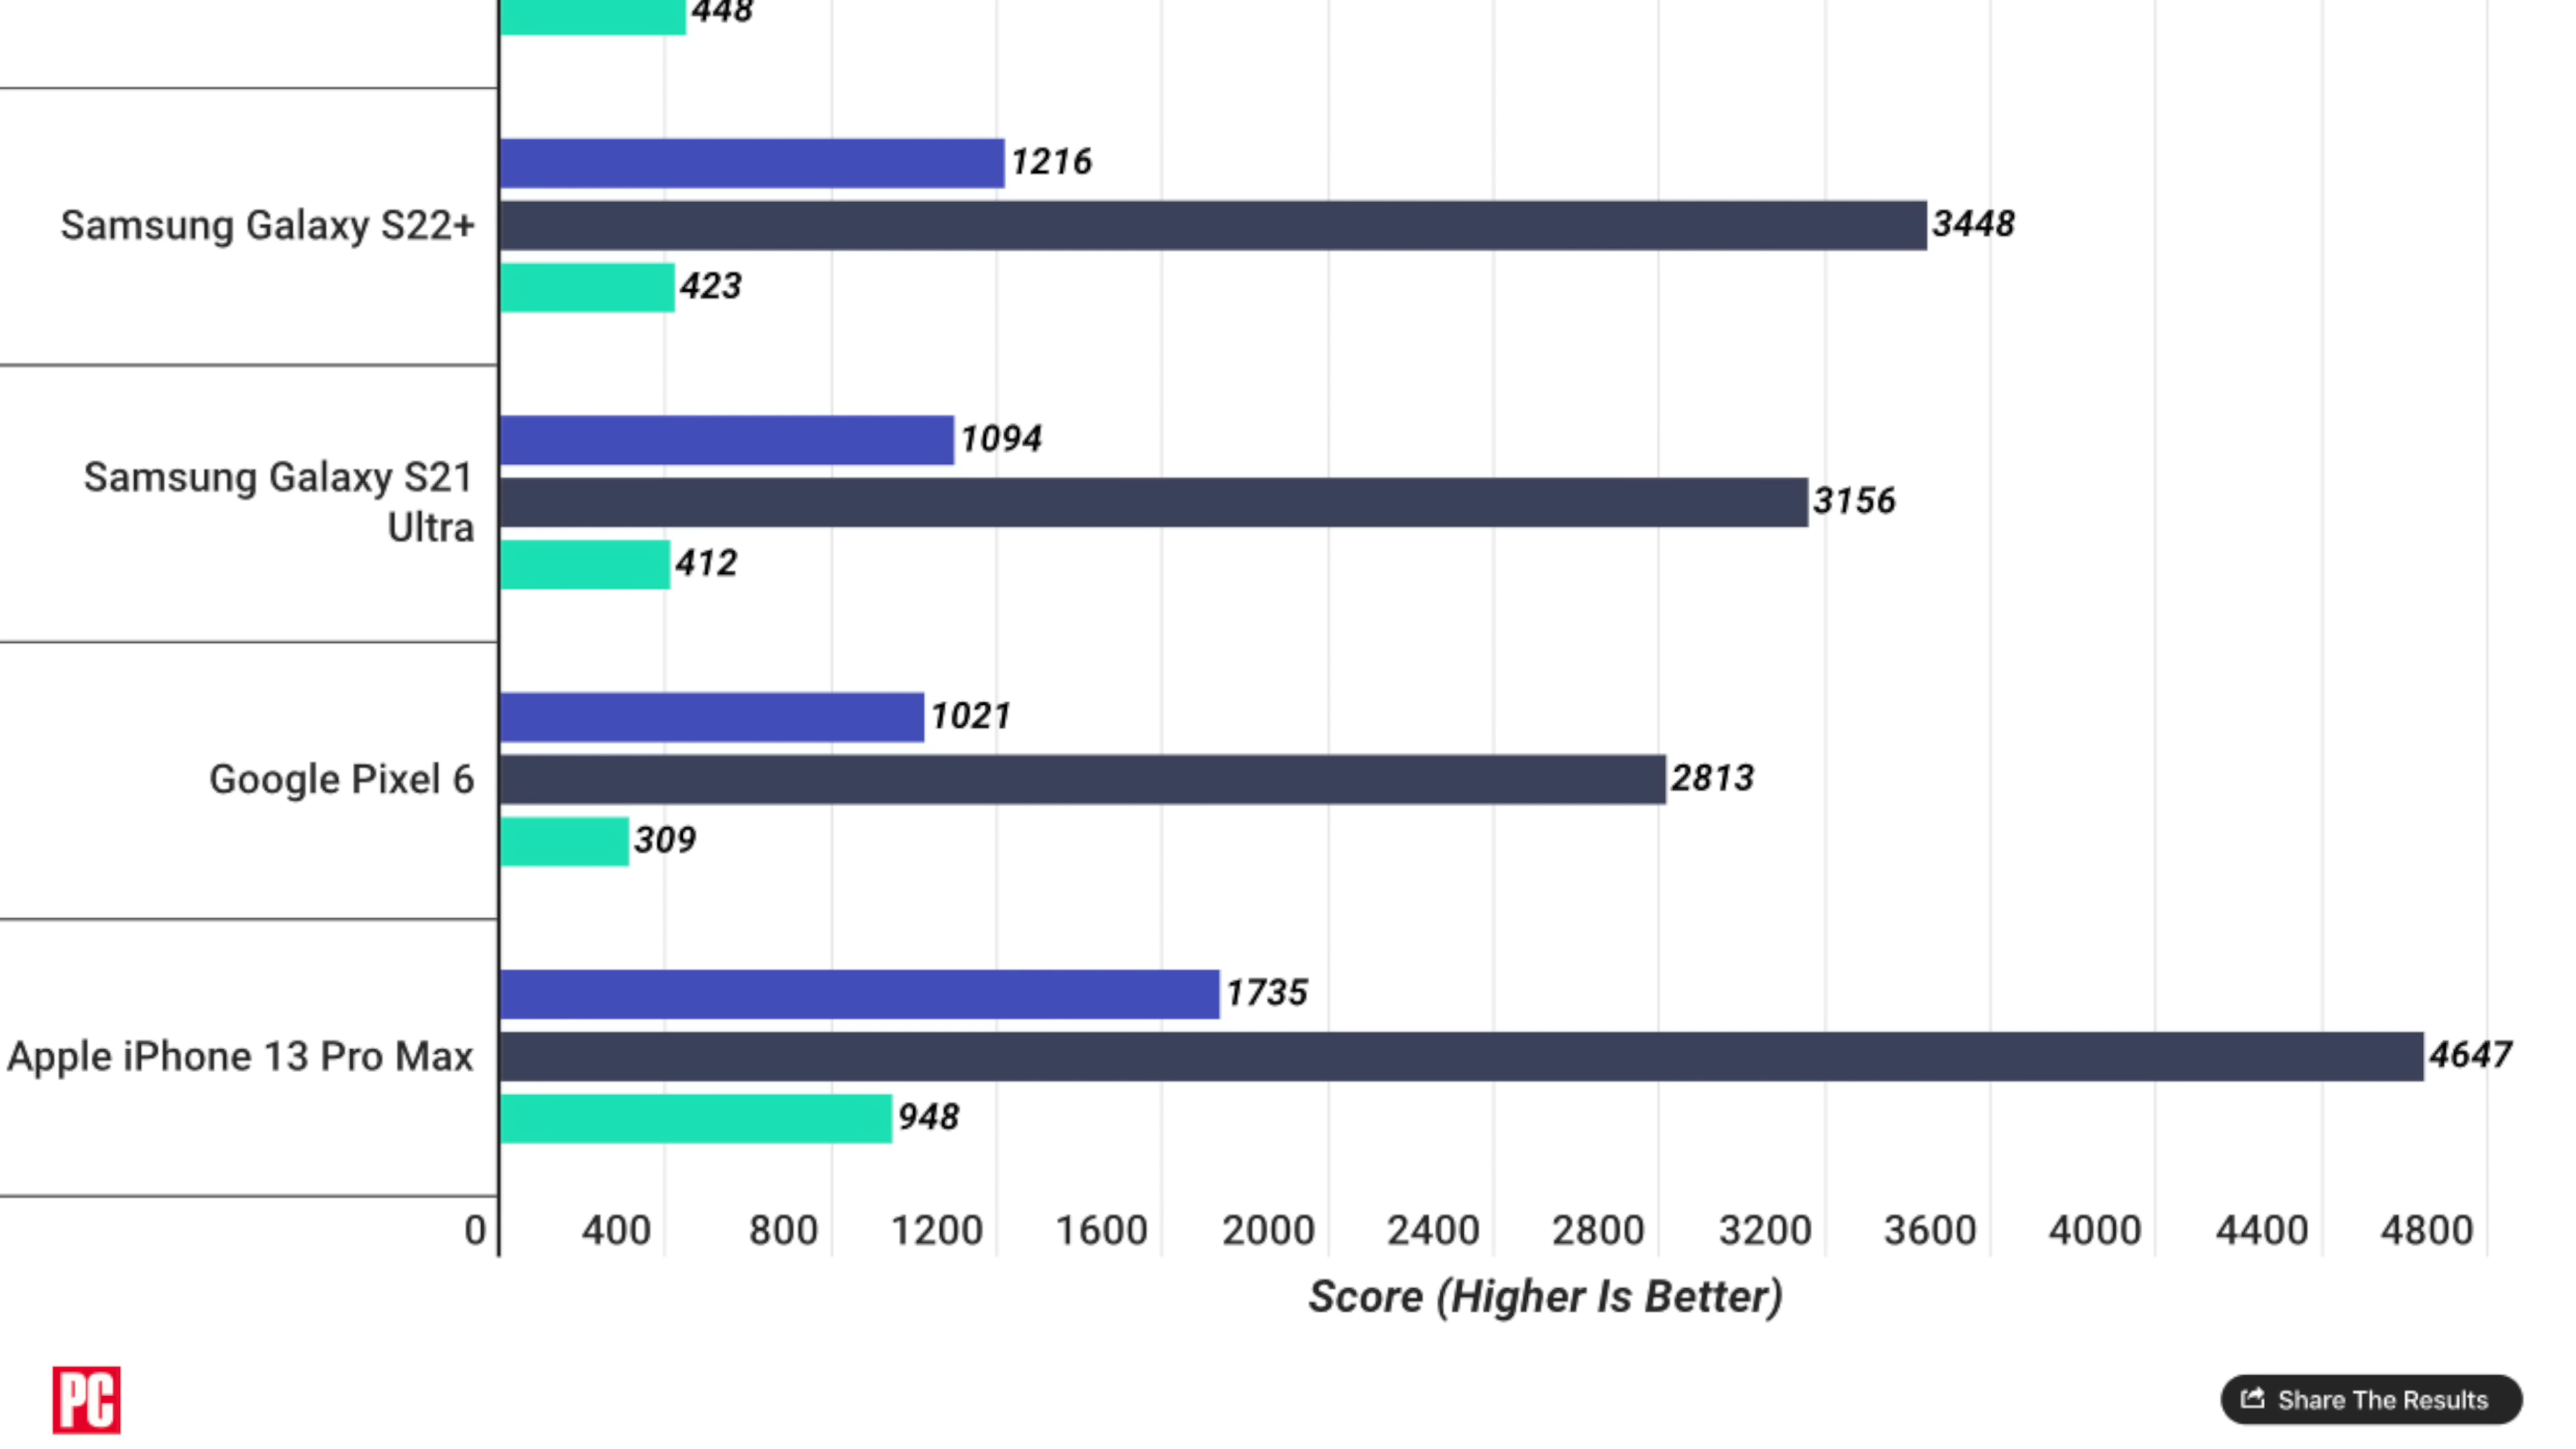 448
1216
Samsung Galaxy S22+
3448
423
1094
Samsung Galaxy S21
Ultra
3156
412
1021
Google Pixel 6
2813
309
1735
Apple iPhone 13 Pro Max
4647
948
0 400 800 1200 1600 2000 2400 2800 3200 3600 4000 4400 4800
Score (Higher Is Better)
PC
Share The Results